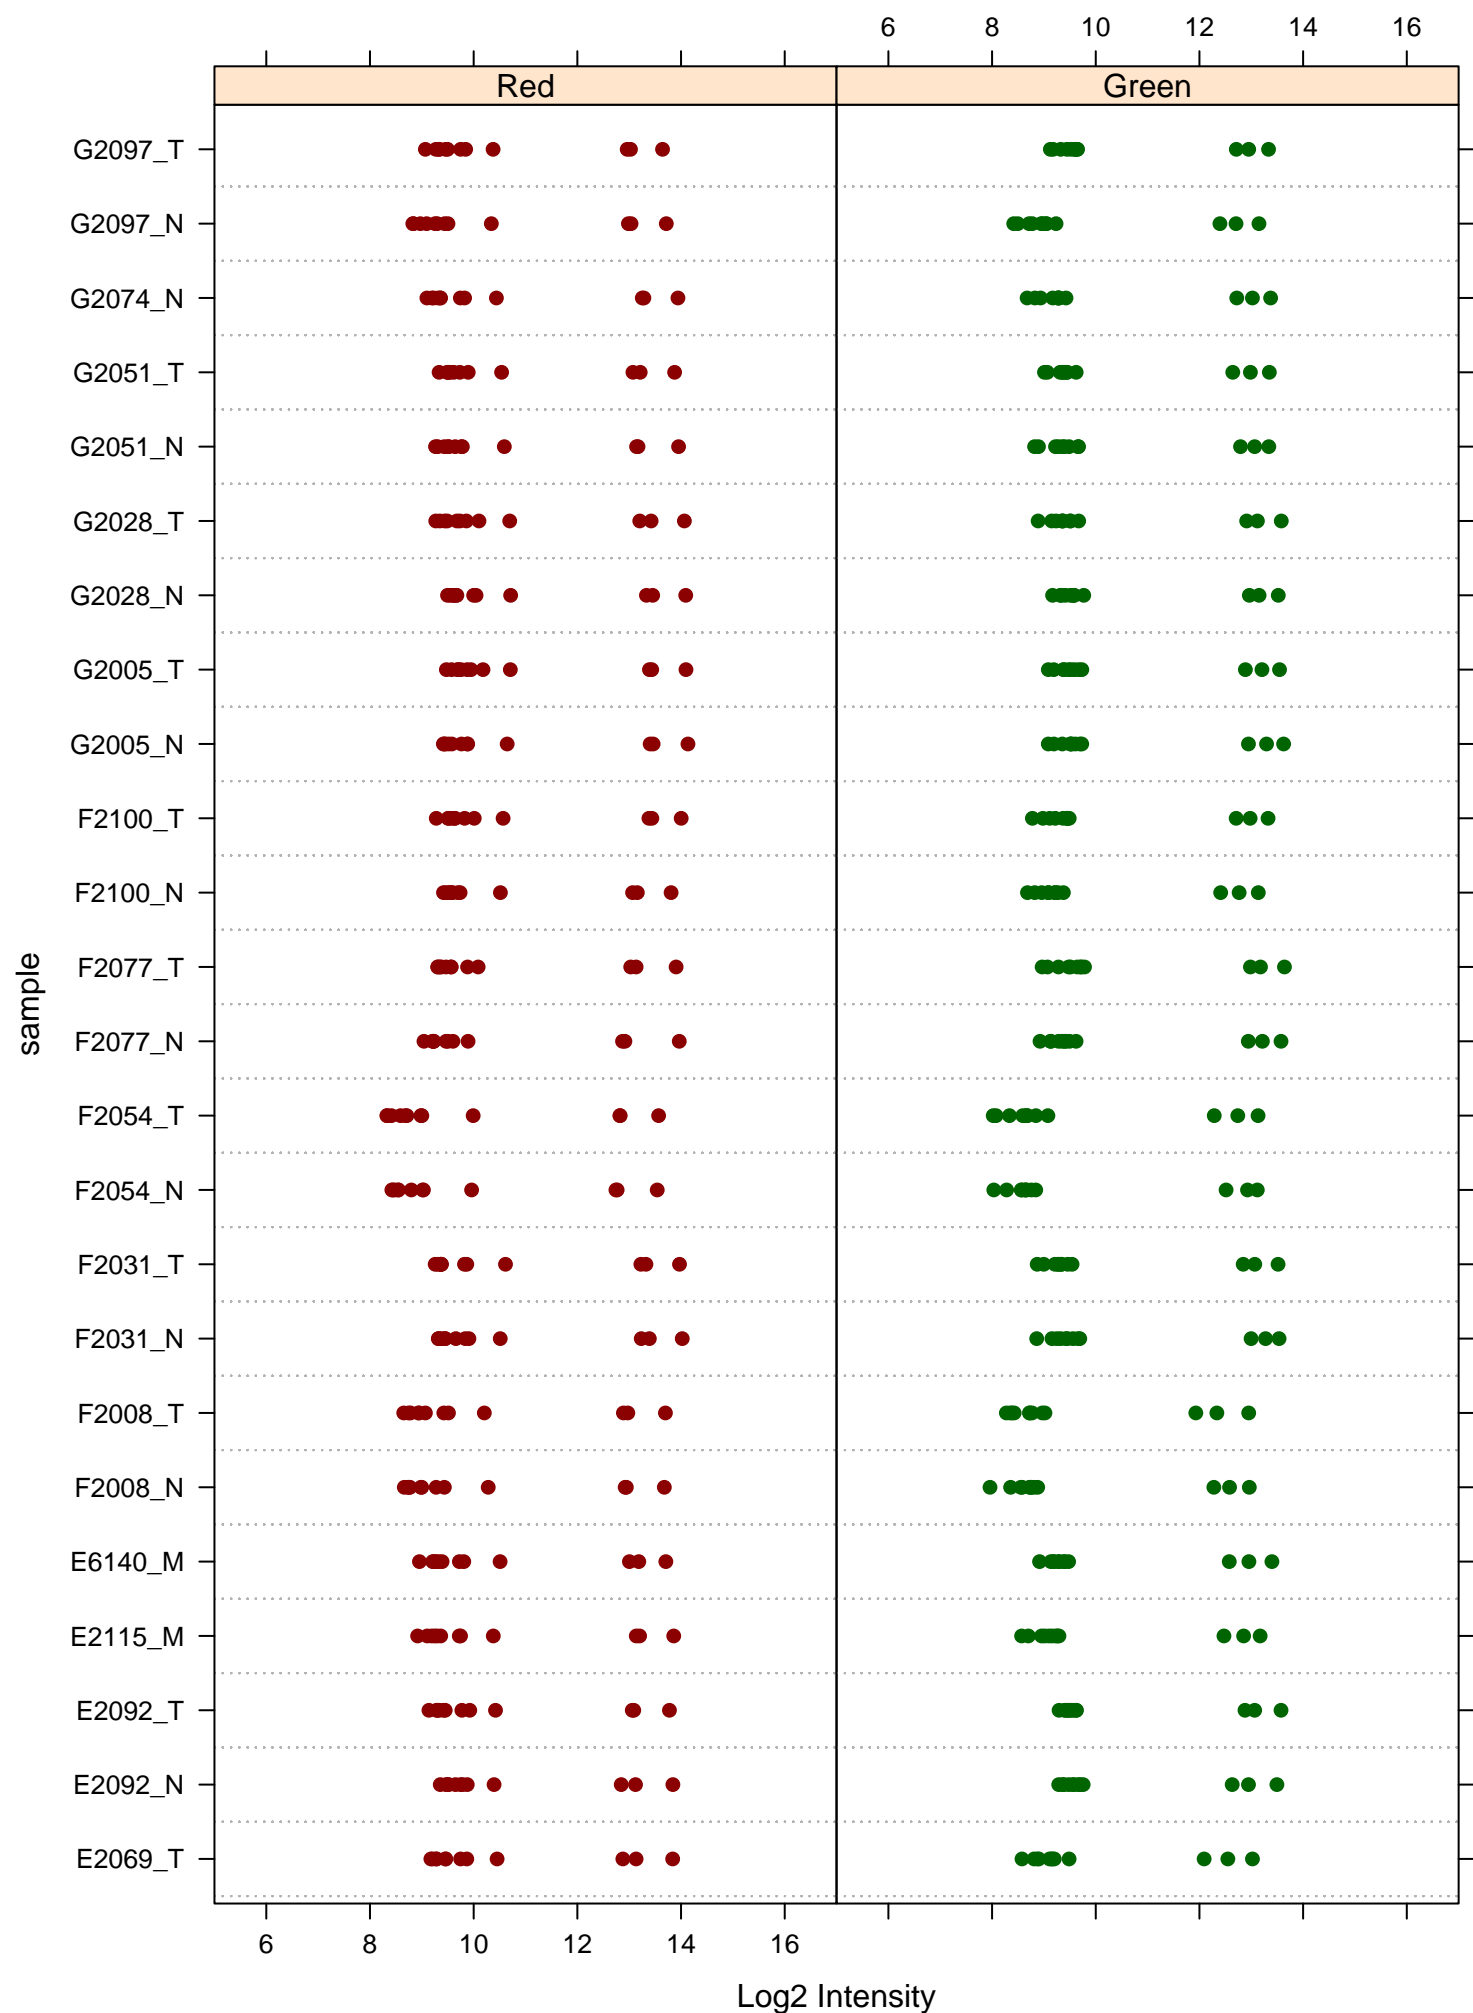 6 8 10 12 14 16
Red Green
G2097_T
G2097_N
G2074_N
G2051_T
G2051_N
G2028_T
G2028_N
G2005_T
G2005_N
F2100_T
F2100_N
F2077_T
F2077_N
F2054_T
F2054_N
F2031_T
F2031_N
F2008_T
F2008_N
E6140_M
E2115_M
E2092_T
E2092_N
E2069_T
sample
6 8 10 12 14 16
Log2 Intensity